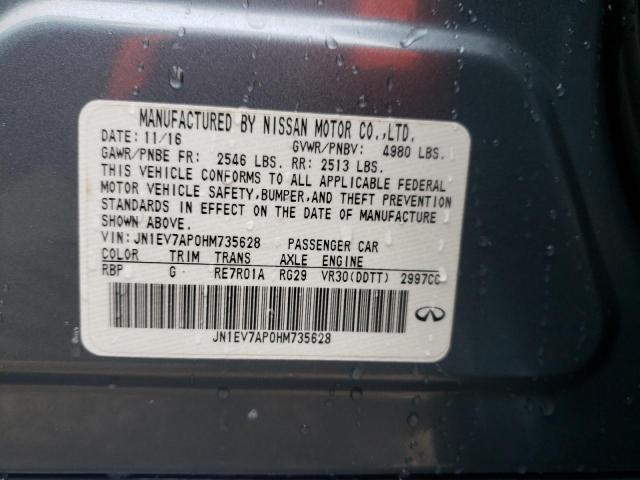 MANUFACTURED BY NISSAN MOTOR CO.,LTD.
DATE: 11/16 GVWR/PNBV: 4980 LBS.
GAWR/PNBE FR: 2546 LBS. RR: 2513 LBS.
THIS VEHICLE CONFORMS TO ALL APPLICABLE FEDERAL
MOTOR VEHICLE SAFETY,BUMPER,AND THEFT PREVENTION
STANDARDS IN EFFECT ON THE DATE OF MANUFACTURE
SHOWN ABOVE.
VIN: JN1EV7AP0HM735628 PASSENGER CAR
COLOR TRIM TRANS AXLE ENGINE
RBP G RE7R01A RG29 VR30(DDTT) 2997CC
JN1EV7AP0HM735628